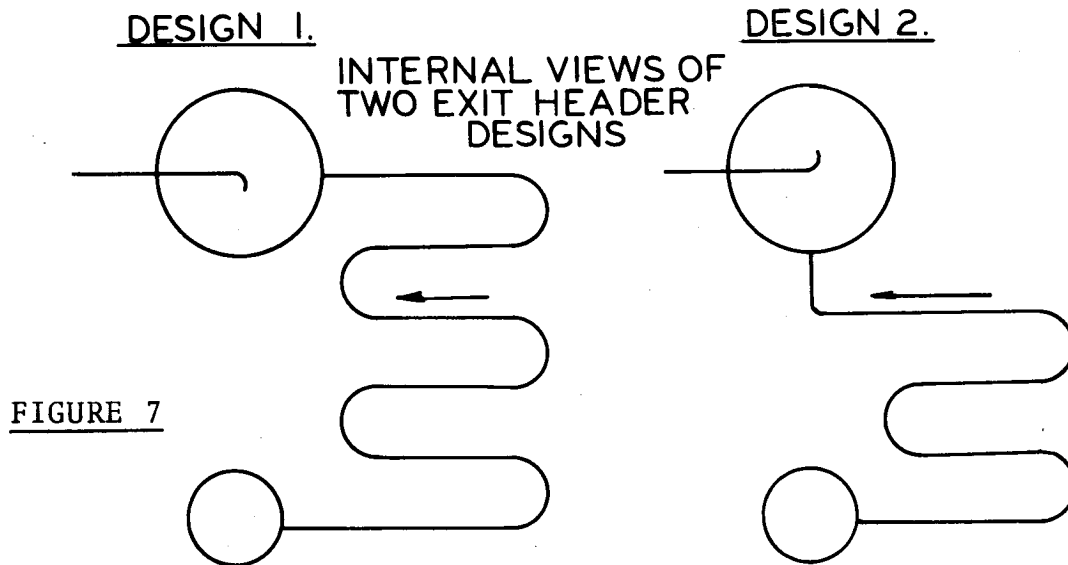 DESIGN 1.
DESIGN 2.
INTERNAL VIEWS OF
TWO EXIT HEADER
DESIGNS
FIGURE 7